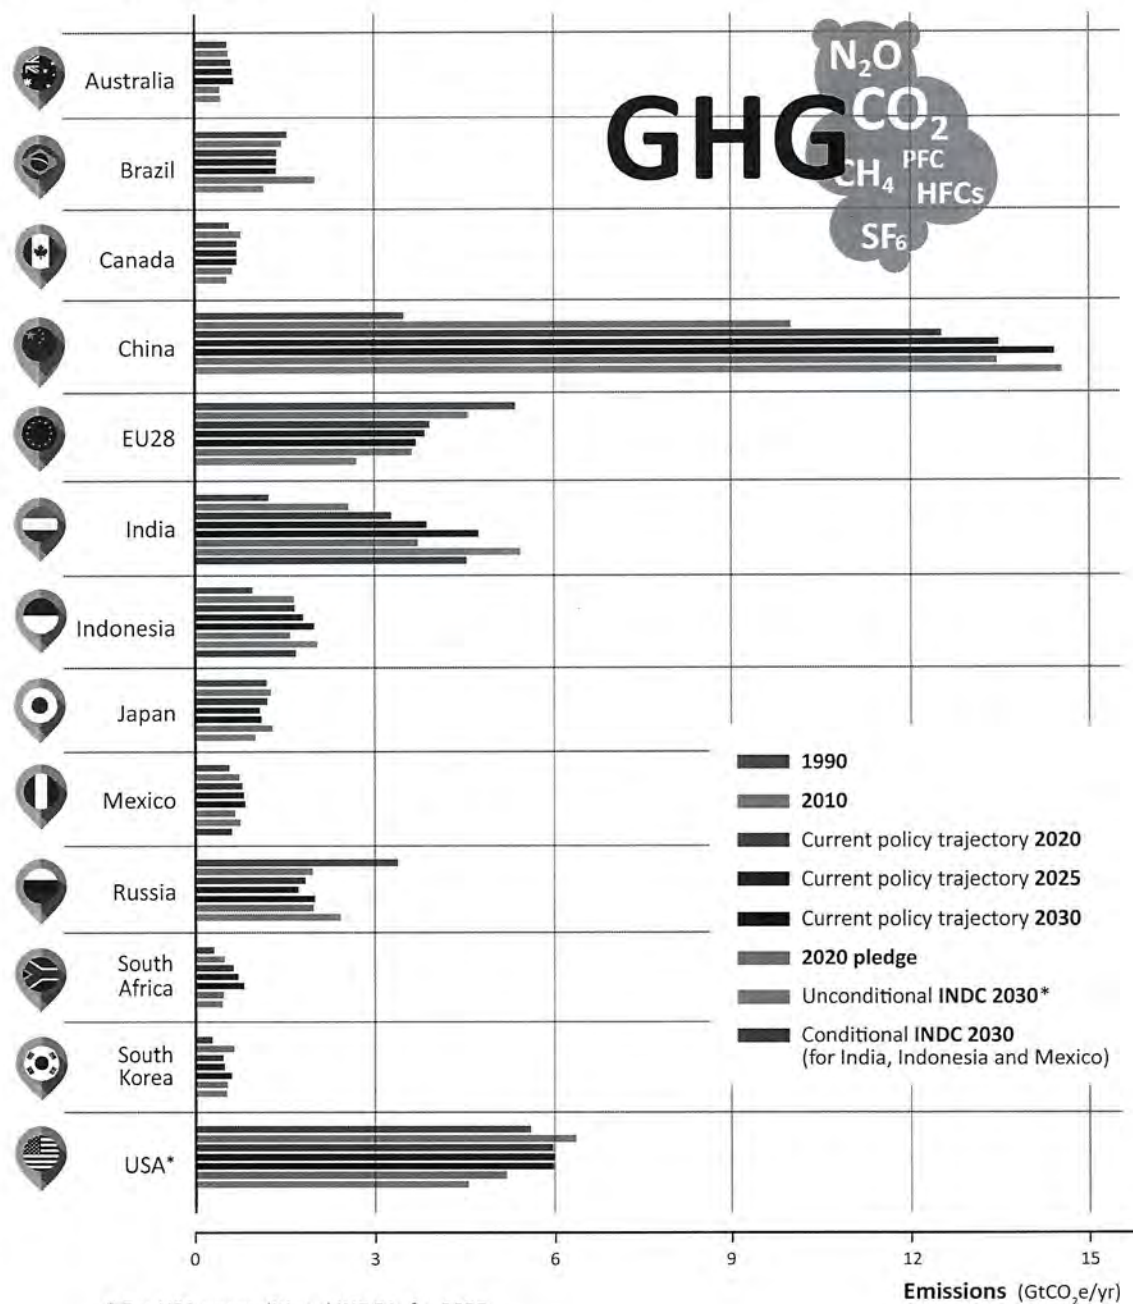 Australia
Brazil
Canada
China
EU28
India
Indonesia
Japan
Mexico
Russia
South
Africa
South
Korea
USA*
GHG
N₂O
CO₂
CH₄
PFC
HFCs
SF₆
1990
2010
Current policy trajectory 2020
Current policy trajectory 2025
Current policy trajectory 2030
2020 pledge
Unconditional INDC 2030*
Conditional INDC 2030
(for India, Indonesia and Mexico)
0 3 6 9 12 15
Emissions (GtCO₂e/yr)